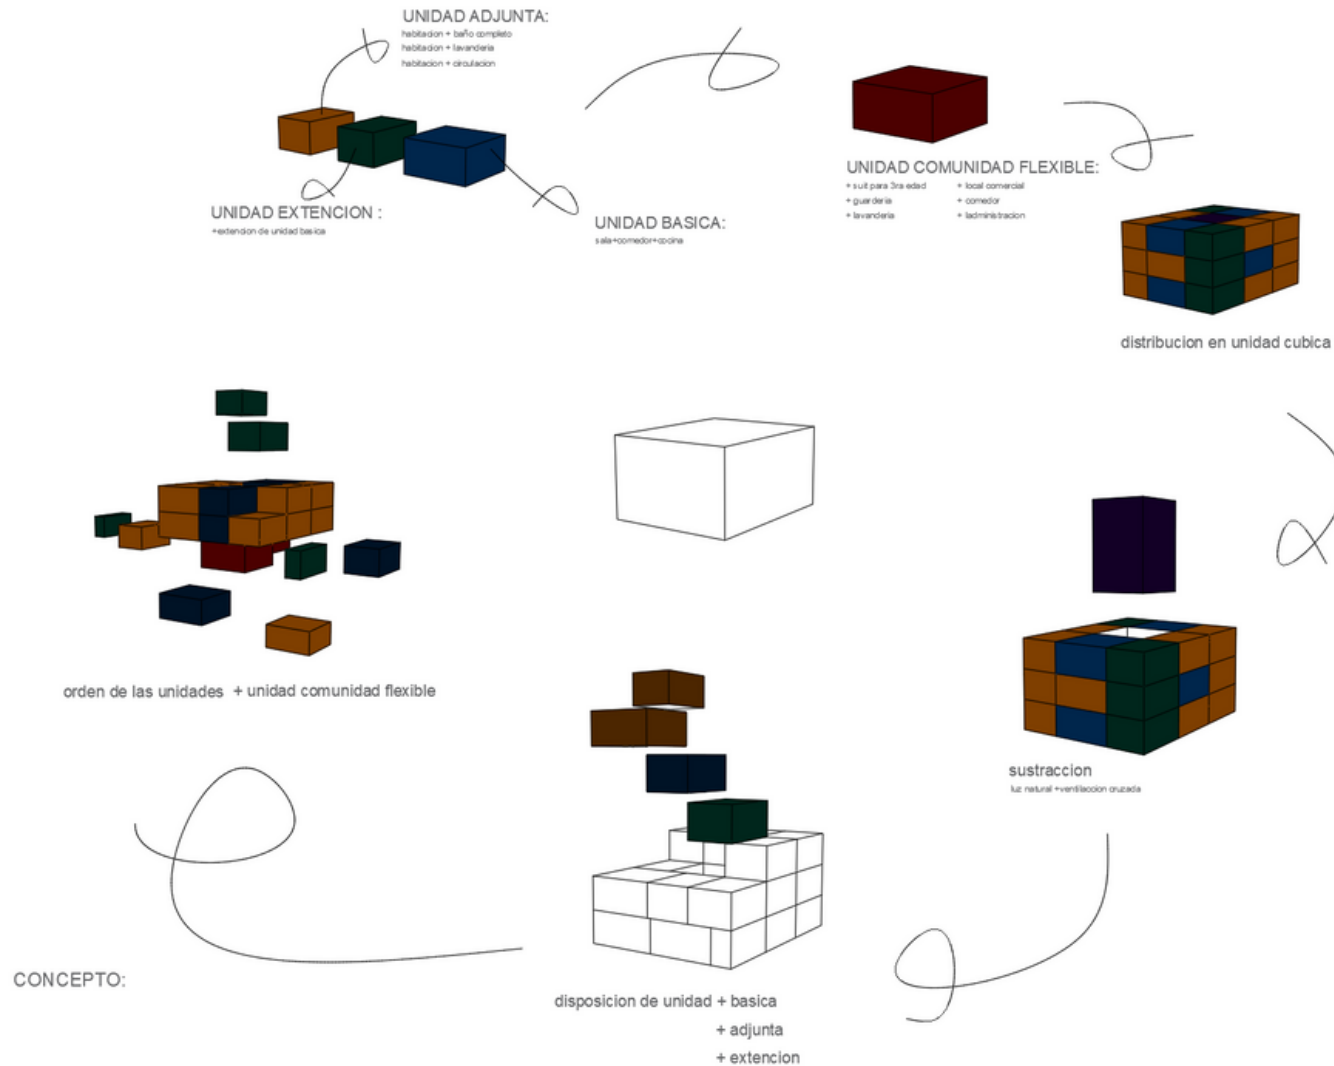 UNIDAD ADJUNTA:
habitacion + baño completo
habitacion + lavanderia
habitacion + circulacion
UNIDAD EXTENCION :
+extencion de unidad basica
UNIDAD BASICA:
sala+comedor+cocina
UNIDAD COMUNIDAD FLEXIBLE:
+ suit para 3ra edad
+ guarderia
+ lavanderia
+ local comercial
+ comedor
+ ladministracion
distribucion en unidad cubica
orden de las unidades + unidad comunidad flexible
sustraccion
luz natural +ventilaccion cruzada
CONCEPTO:
disposicion de unidad + basica
+ adjunta
+ extencion